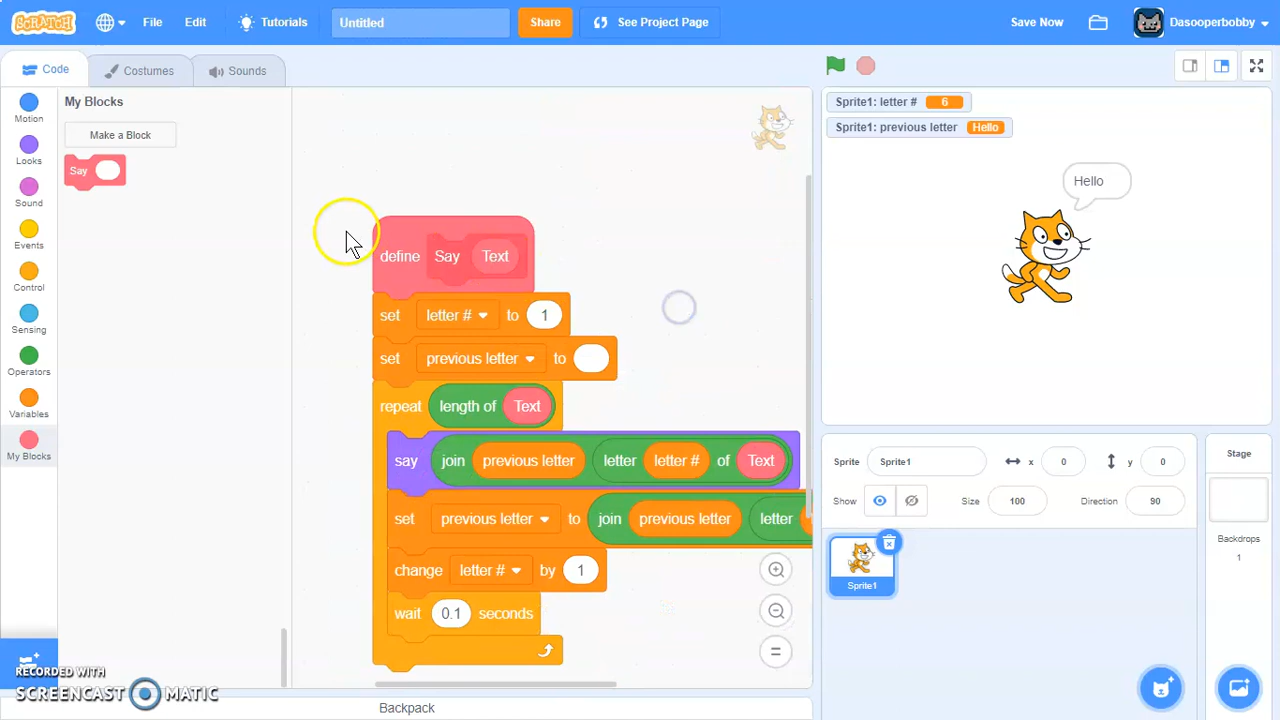 SCRATCH
File
Edit
Tutorials
Untitled
Share
See Project Page
Save Now
Dasooperbobby
Code
Costumes
Sounds
Motion
Looks
Sound
Events
Control
Sensing
Operators
Variables
My Blocks
My Blocks
Make a Block
Say
define Say Text
set letter # to 1
set previous letter to
repeat length of Text
say join previous letter letter letter # of Text
set previous letter to join previous letter letter
change letter # by 1
wait 0.1 seconds
Backpack
Sprite1: letter # 6
Sprite1: previous letter Hello
Hello
Sprite Sprite1 x 0 y 0
Show Size 100 Direction 90
Sprite1
Stage
Backdrops
1
RECORDED WITH
SCREENCAST MATIC